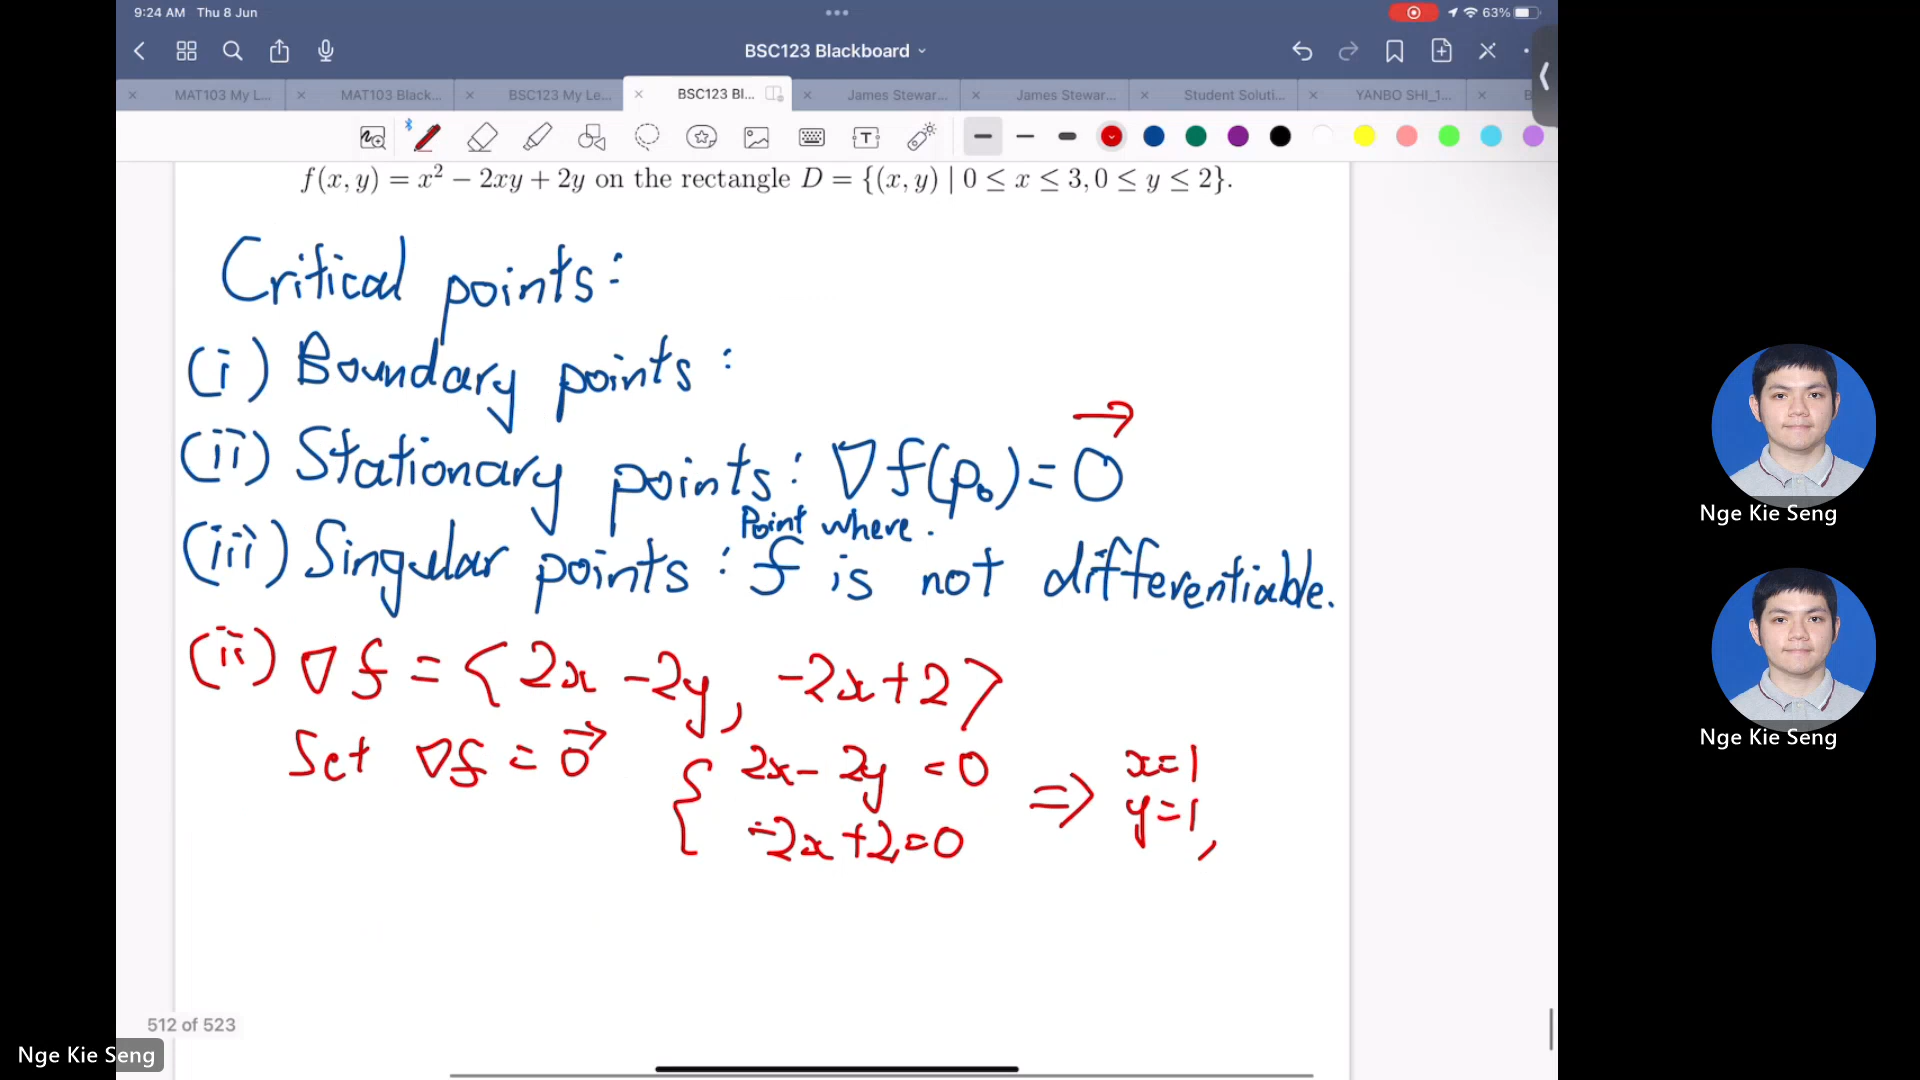 9:24 AM Thu 8 Jun
63%
BSC123 Blackboard
MAT103 My L...
MAT103 Black...
BSC123 My Le...
BSC123 Bl...
James Stewar...
James Stewar...
Student Soluti...
YANBO SHI_1...
f(x, y) = x² − 2xy + 2y on the rectangle D = {(x, y) | 0 ≤ x ≤ 3, 0 ≤ y ≤ 2}.
Critical points:
(i) Boundary points:
(ii) Stationary points: ∇f(p₀) = 0⃗
Point where.
(iii) Singular points: f is not differentiable.
(ii) ∇f = ⟨2x − 2y, −2x + 2⟩
Set ∇f = 0⃗
{ 2x − 2y = 0
−2x + 2 = 0
⇒ x = 1
y = 1,
512 of 523
Nge Kie Seng
Nge Kie Seng
Nge Kie Seng